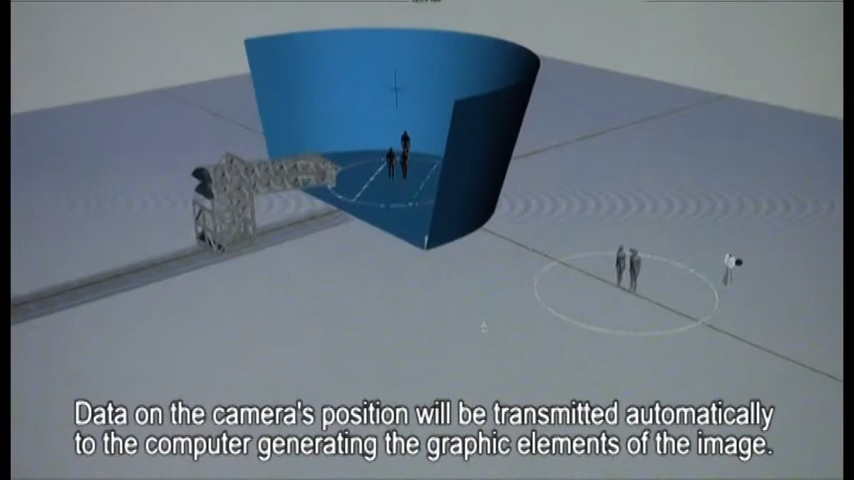 Data on the camera's position will be transmitted automatically
to the computer generating the graphic elements of the image.